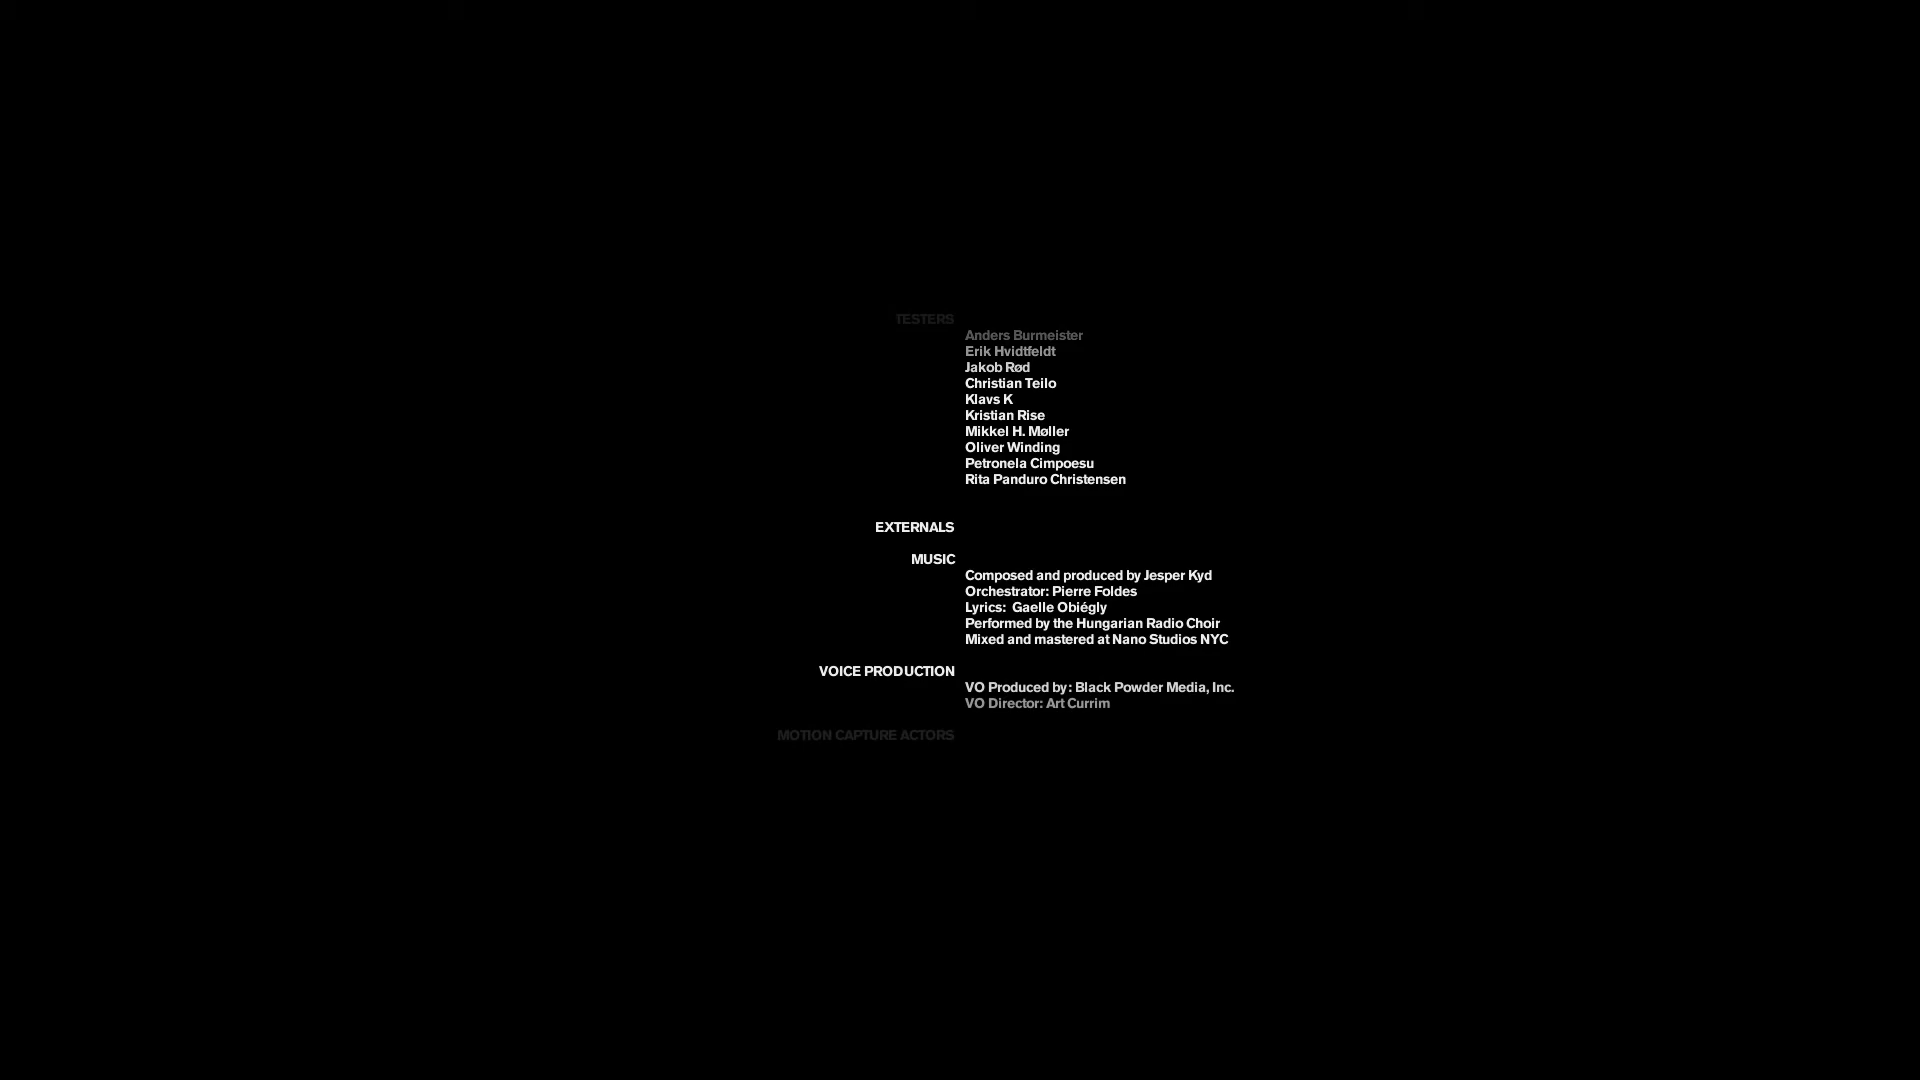 TESTERS
Anders Burmeister
Erik Hvidtfeldt
Jakob Rød
Christian Teilo
Klavs K
Kristian Rise
Mikkel H. Møller
Oliver Winding
Petronela Cimpoesu
Rita Panduro Christensen
EXTERNALS
MUSIC
Composed and produced by Jesper Kyd
Orchestrator: Pierre Foldes
Lyrics:  Gaelle Obiégly
Performed by the Hungarian Radio Choir
Mixed and mastered at Nano Studios NYC
VOICE PRODUCTION
VO Produced by: Black Powder Media, Inc.
VO Director: Art Currim
MOTION CAPTURE ACTORS